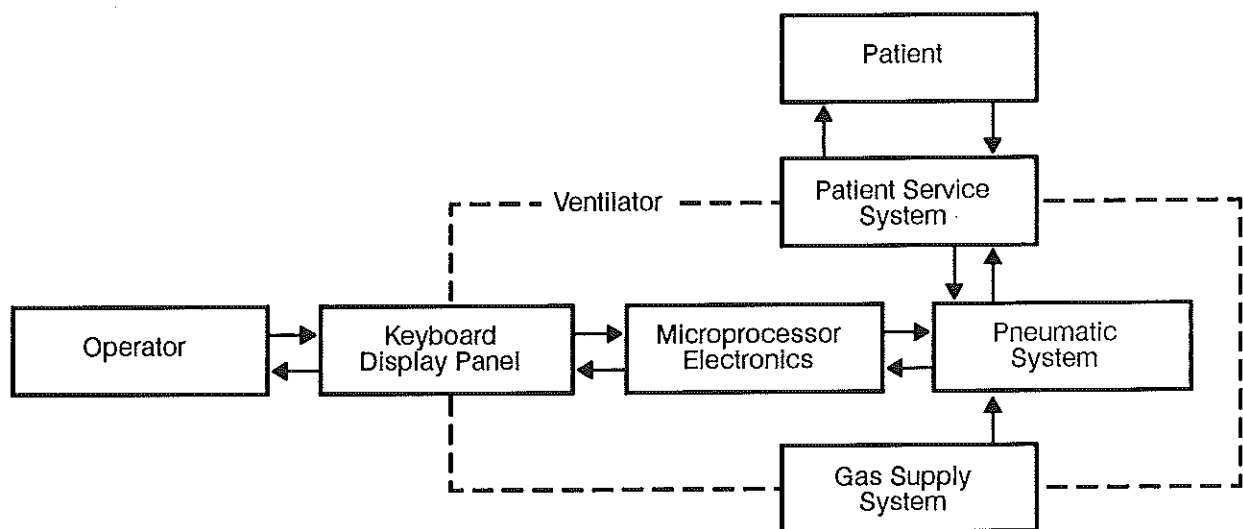 Patient
Patient Service
System
Ventilator
Operator
Keyboard
Display Panel
Microprocessor
Electronics
Pneumatic
System
Gas Supply
System